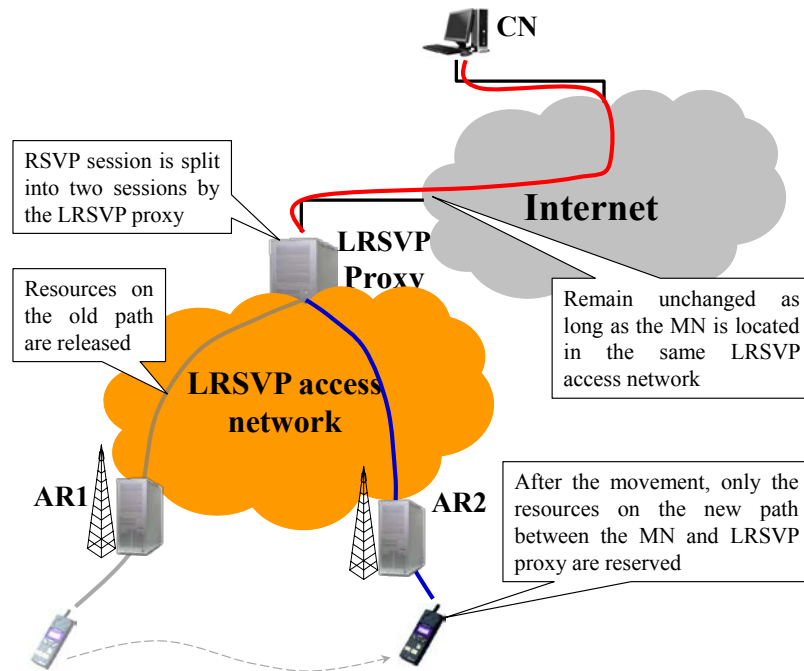 CN
RSVP session is split
into two sessions by
the LRSVP proxy
Internet
LRSVP
Proxy
Resources on
the old path
are released
Remain unchanged as
long as the MN is located
in the same LRSVP
access network
LRSVP access
network
AR1
AR2
After the movement, only the
resources on the new path
between the MN and LRSVP
proxy are reserved